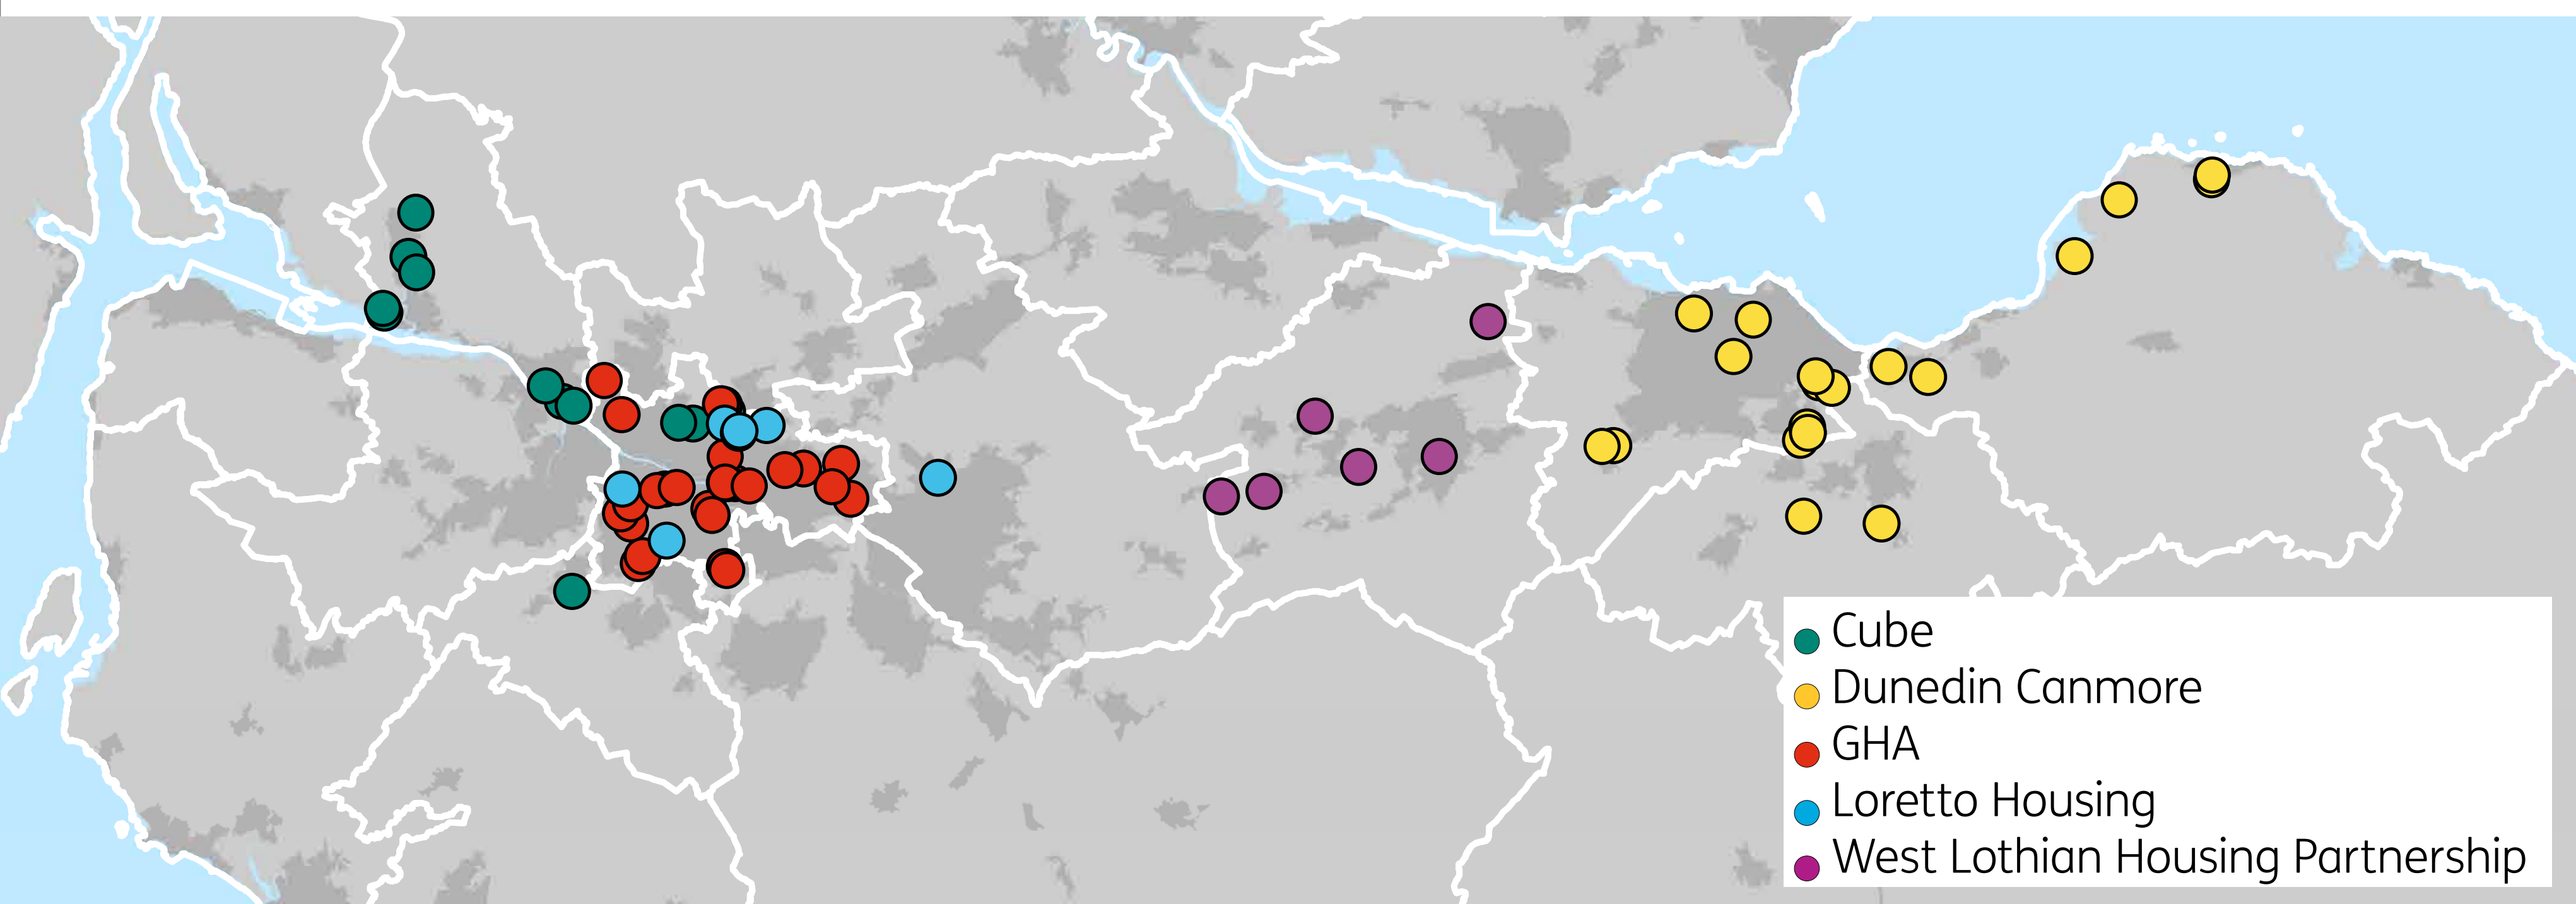 Cube
Dunedin Canmore
GHA
Loretto Housing
West Lothian Housing Partnership